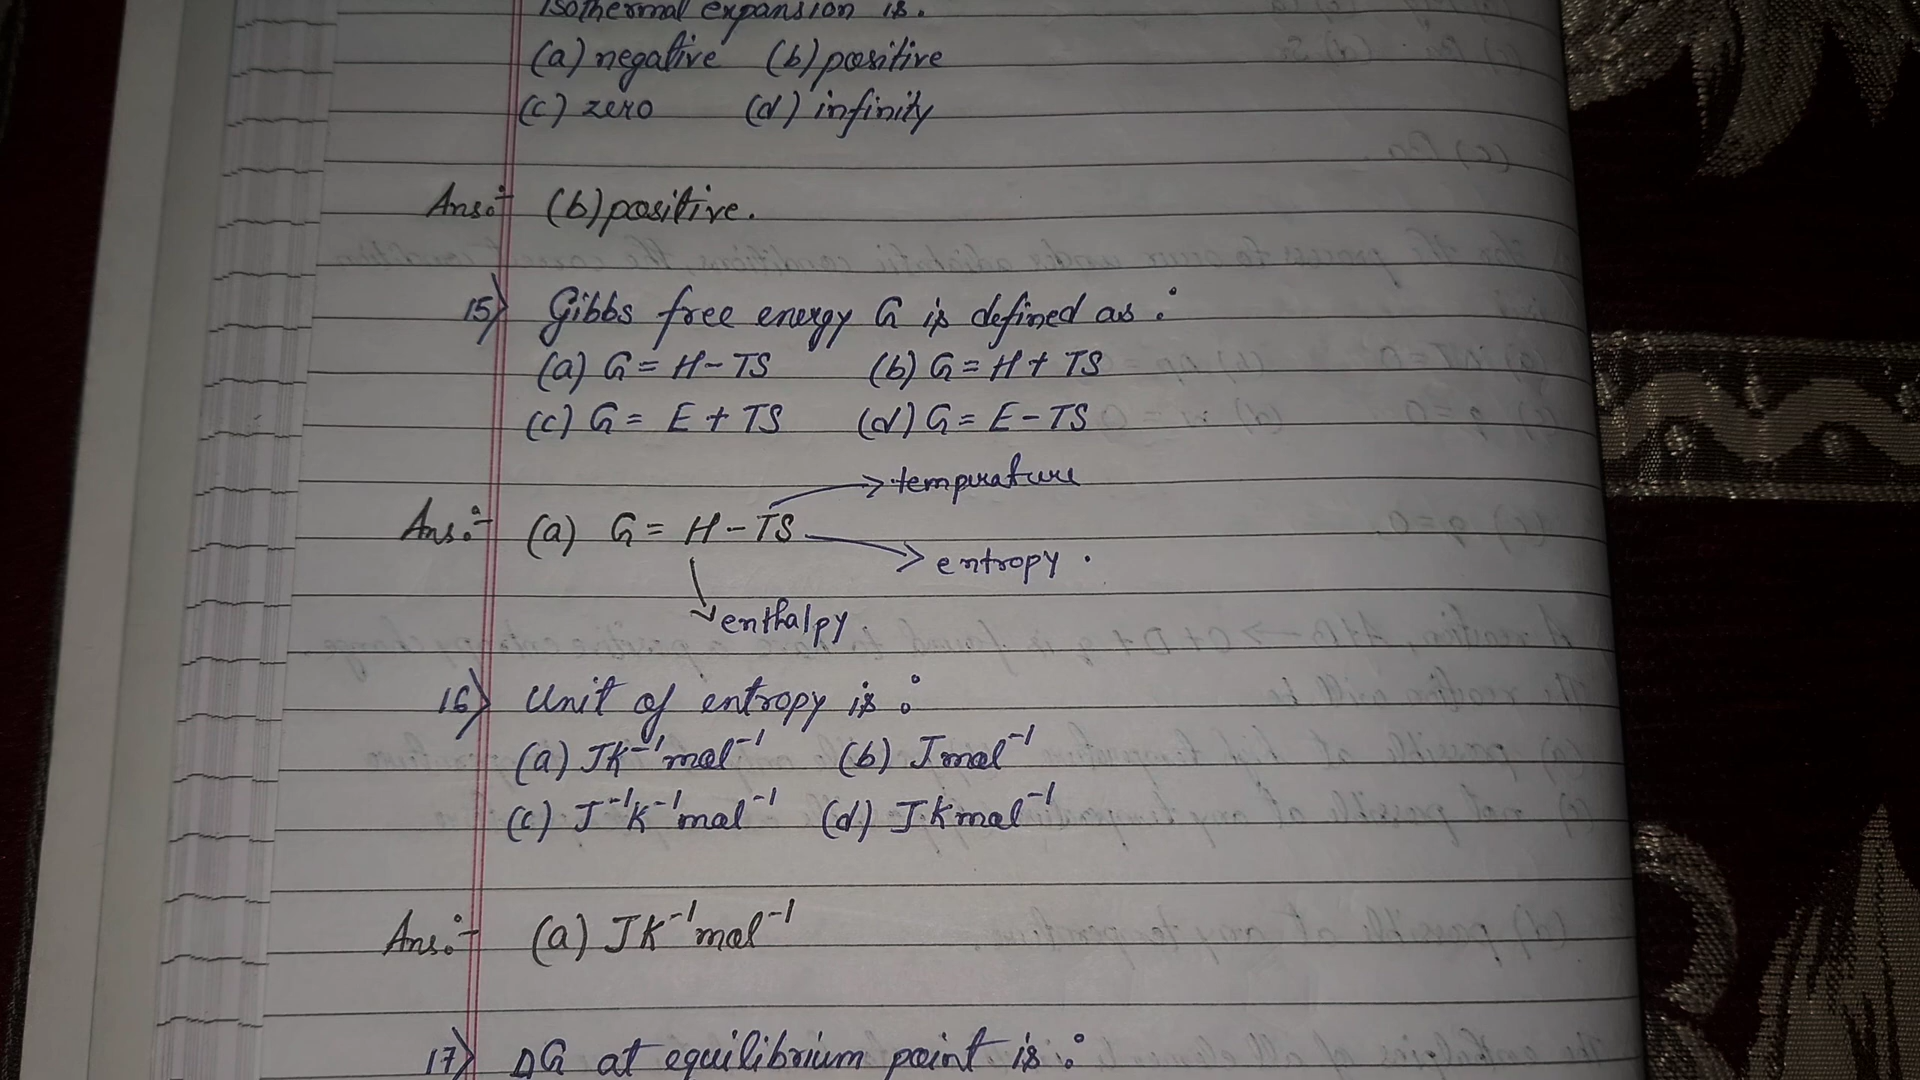 isothermal expansion is.
(a) negative (b) positive
(c) zero (d) infinity
Ans:- (b) positive.
15) Gibbs free energy G is defined as :
(a) G = H - TS (b) G = H + TS
(c) G = E + TS (d) G = E - TS
→ temperature
Ans:- (a) G = H - TS
→ entropy .
→ enthalpy.
16) Unit of entropy is :
(a) JK⁻¹mol⁻¹ (b) Jmol⁻¹
(c) J⁻¹K⁻¹mol⁻¹ (d) J.Kmol⁻¹
Ans:- (a) JK⁻¹mol⁻¹
17) ΔG at equilibrium point is :